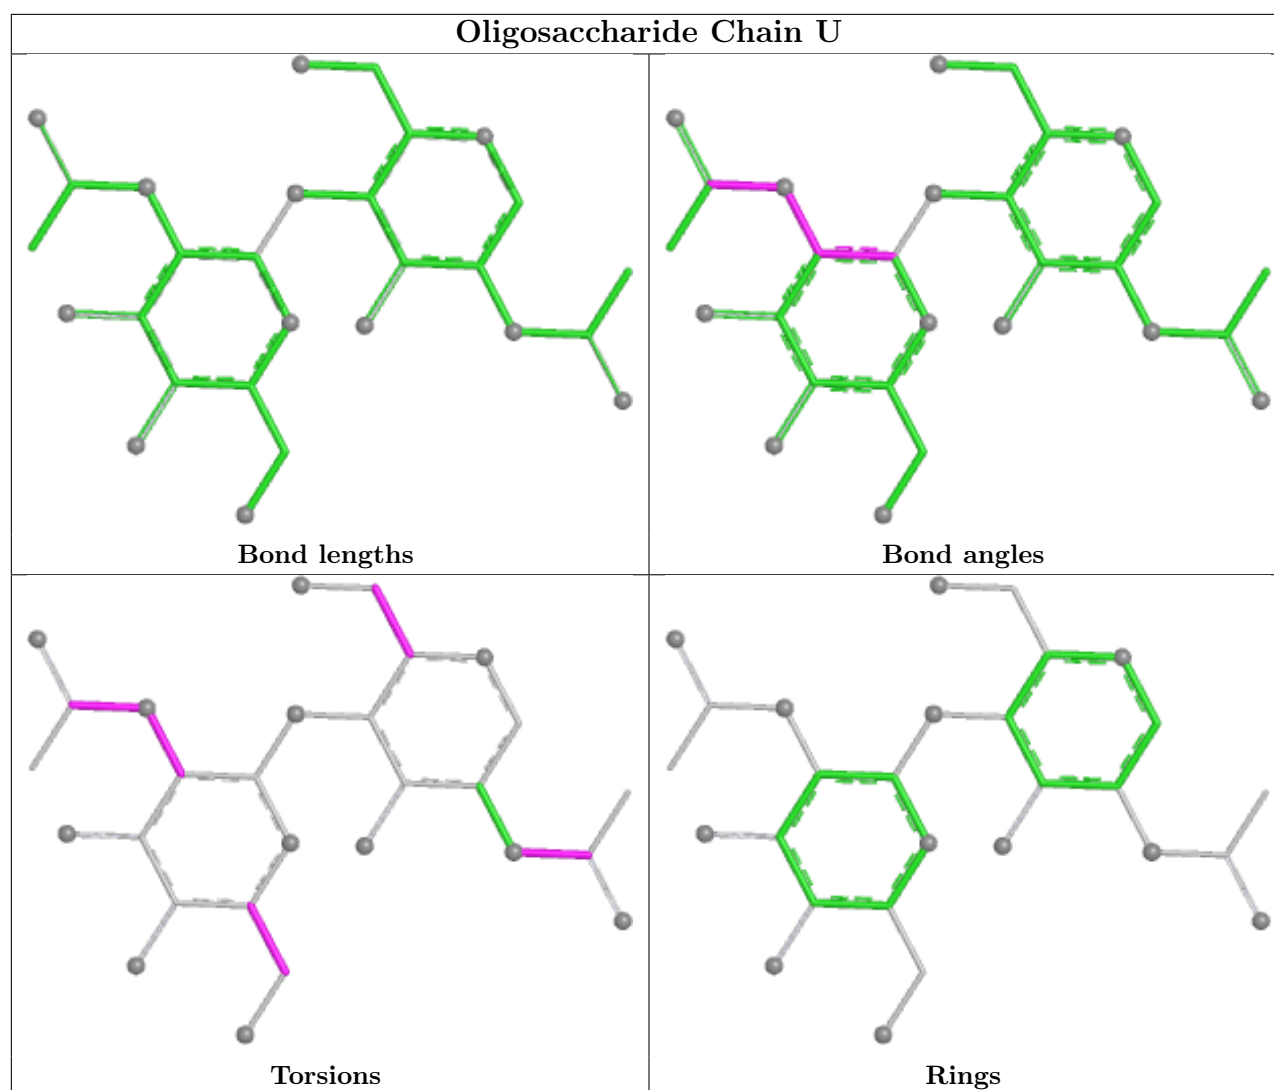 Oligosaccharide Chain U
Bond lengths
Bond angles
Torsions
Rings